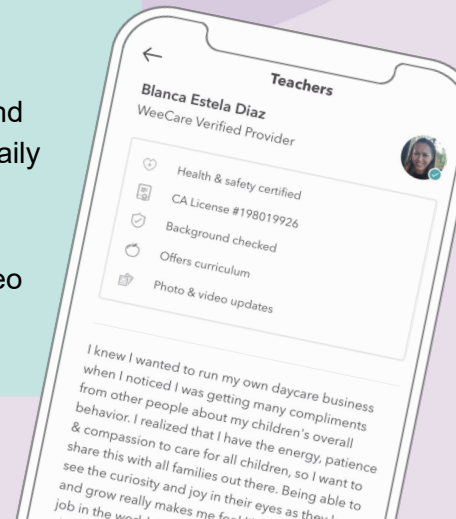 nd
aily
eo
Teachers
Blanca Estela Diaz
WeeCare Verified Provider
Health & safety certified
CA License #198019926
Background checked
Offers curriculum
Photo & video updates
I knew I wanted to run my own daycare business
when I noticed I was getting many compliments
from other people about my children's overall
behavior. I realized that I have the energy, patience
& compassion to care for all children, so I want to
share this with all families out there. Being able to
see the curiosity and joy in their eyes as they
and grow really makes me feel
job in the